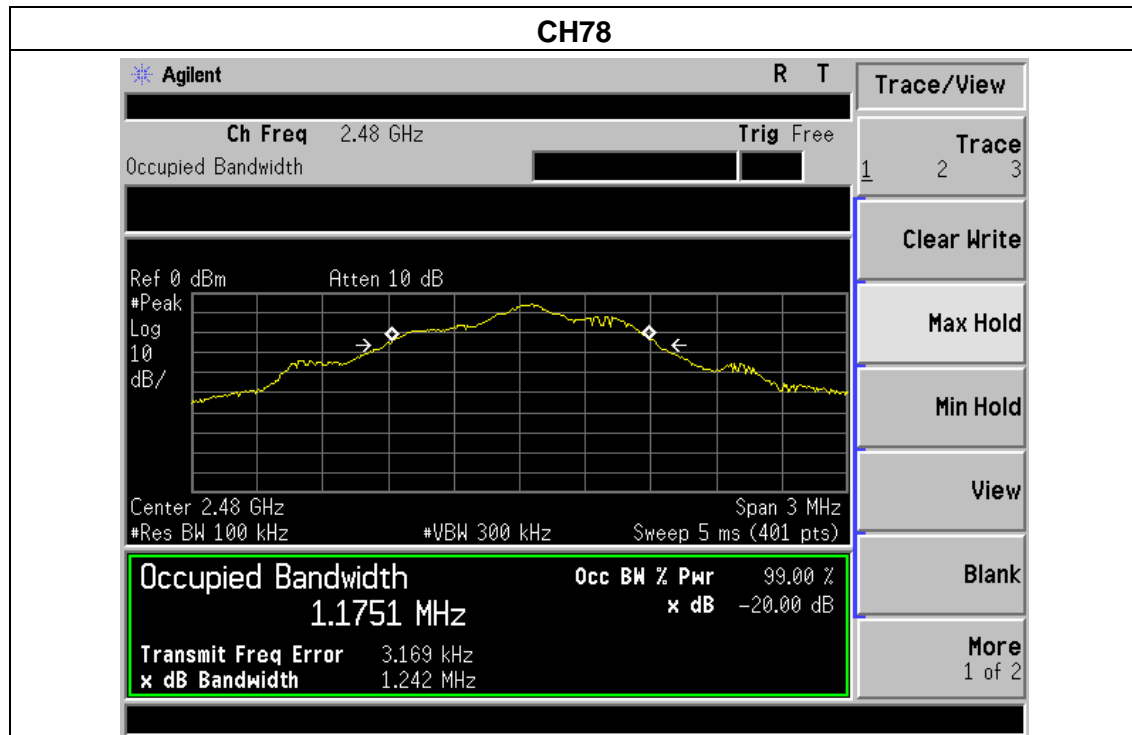 CH78
Agilent R T
Trace/View
Ch Freq 2.48 GHz Trig Free
Occupied Bandwidth
Trace
1 2 3
Clear Write
Max Hold
Min Hold
View
Blank
More
1 of 2
Ref 0 dBm Atten 10 dB
#Peak
Log
10
dB/
Center 2.48 GHz Span 3 MHz
#Res BW 100 kHz #VBW 300 kHz Sweep 5 ms (401 pts)
Occupied Bandwidth Occ BW % Pwr 99.00 %
1.1751 MHz x dB -20.00 dB
Transmit Freq Error 3.169 kHz
x dB Bandwidth 1.242 MHz